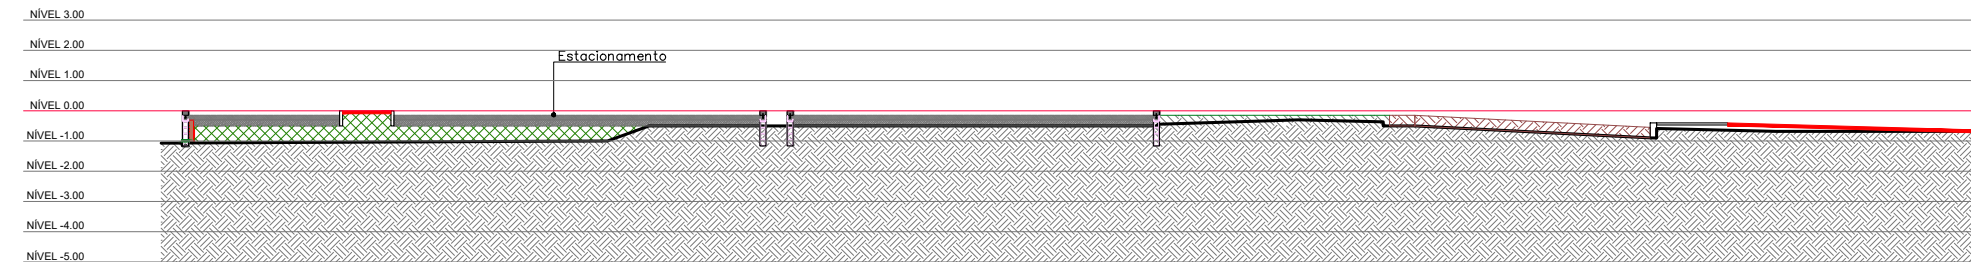 NÍVEL 3.00
NÍVEL 2.00
Estacionamento
NÍVEL 1.00
NÍVEL 0.00
NÍVEL -1.00
NÍVEL -2.00
NÍVEL -3.00
NÍVEL -4.00
NÍVEL -5.00